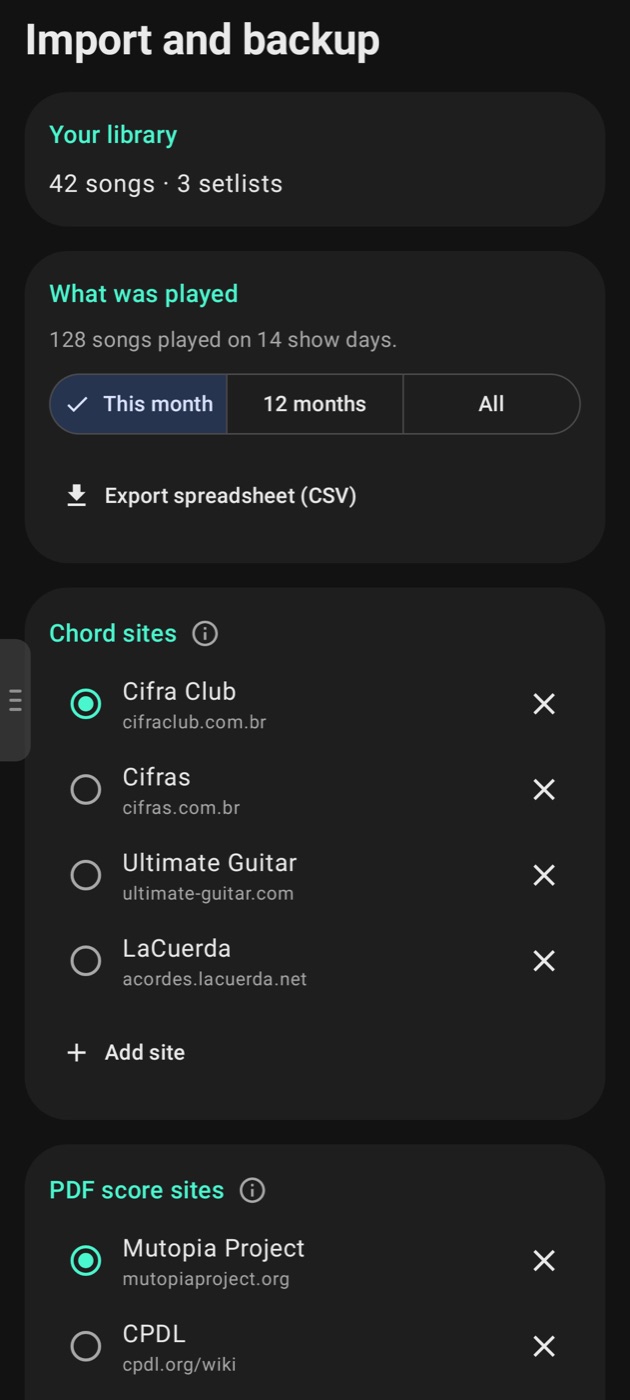 Import and backup
Your library
42 songs · 3 setlists
What was played
128 songs played on 14 show days.
This month
12 months
All
Export spreadsheet (CSV)
Chord sites
Cifra Club
cifraclub.com.br
Cifras
cifras.com.br
Ultimate Guitar
ultimate-guitar.com
LaCuerda
acordes.lacuerda.net
Add site
PDF score sites
Mutopia Project
mutopiaproject.org
CPDL
cpdl.org/wiki